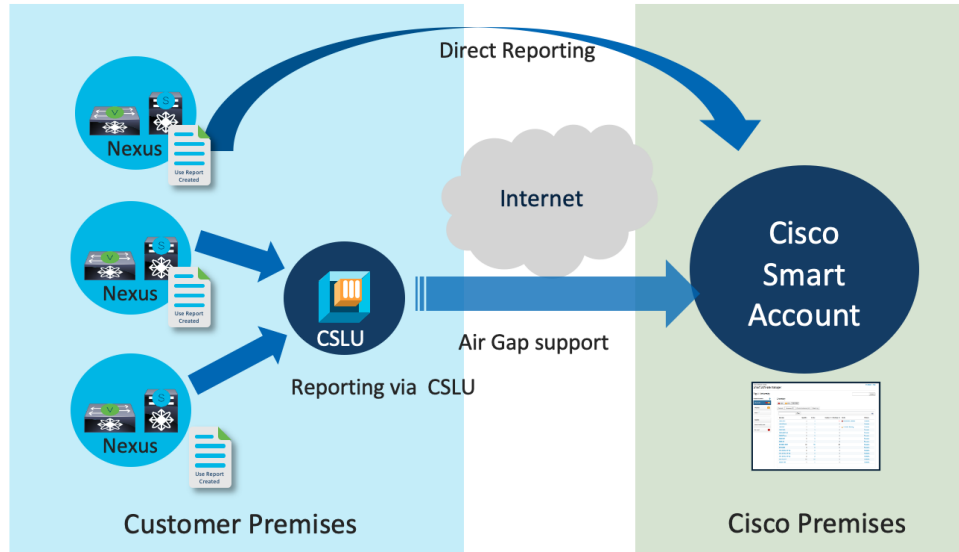 Direct Reporting
V
S
Nexus
Use Report
Created
Internet
V
S
Nexus
Use Report
Created
CSLU
Cisco
Smart
Account
Air Gap support
Reporting via CSLU
V
S
Nexus
Use Report
Created
Customer Premises
Cisco Premises